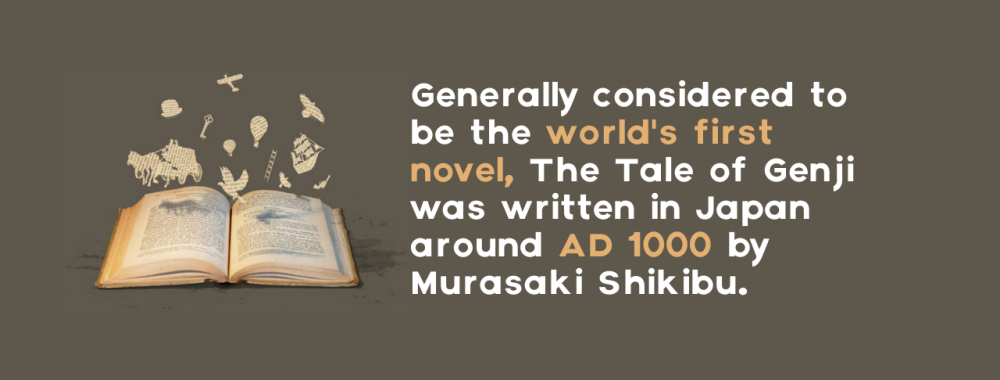 Generally considered to
be the world's first
novel, The Tale of Genji
was written in Japan
around AD 1000 by
Murasaki Shikibu.